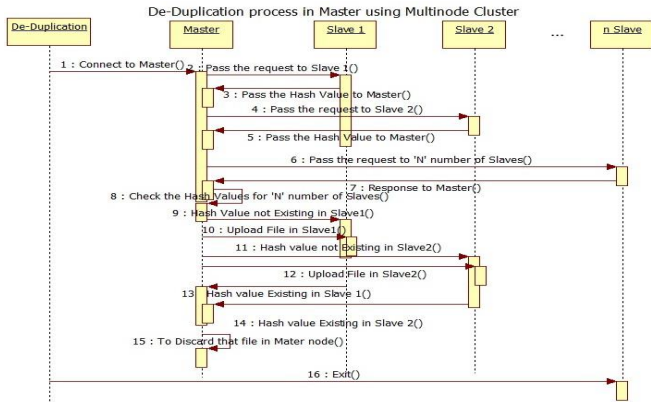 De-Duplication process in Master using Multinode Cluster
De-Duplication
Master
Slave 1
Slave 2
...
n Slave
1 : Connect to Master()
2 : Pass the request to Slave 1()
3 : Pass the Hash Value to Master()
4 : Pass the request to Slave 2()
5 : Pass the Hash Value to Master()
6 : Pass the request to 'N' number of Slaves()
7 : Response to Master()
8 : Check the Hash Values for 'N' number of Slaves()
9 : Hash Value not Existing in Slave1()
10 : Upload File in Slave1()
11 : Hash value not Existing in Slave2()
12 : Upload File in Slave2()
13 : Hash value Existing in Slave 1()
14 : Hash value Existing in Slave 2()
15 : To Discard that file in Mater node()
16 : Exit()